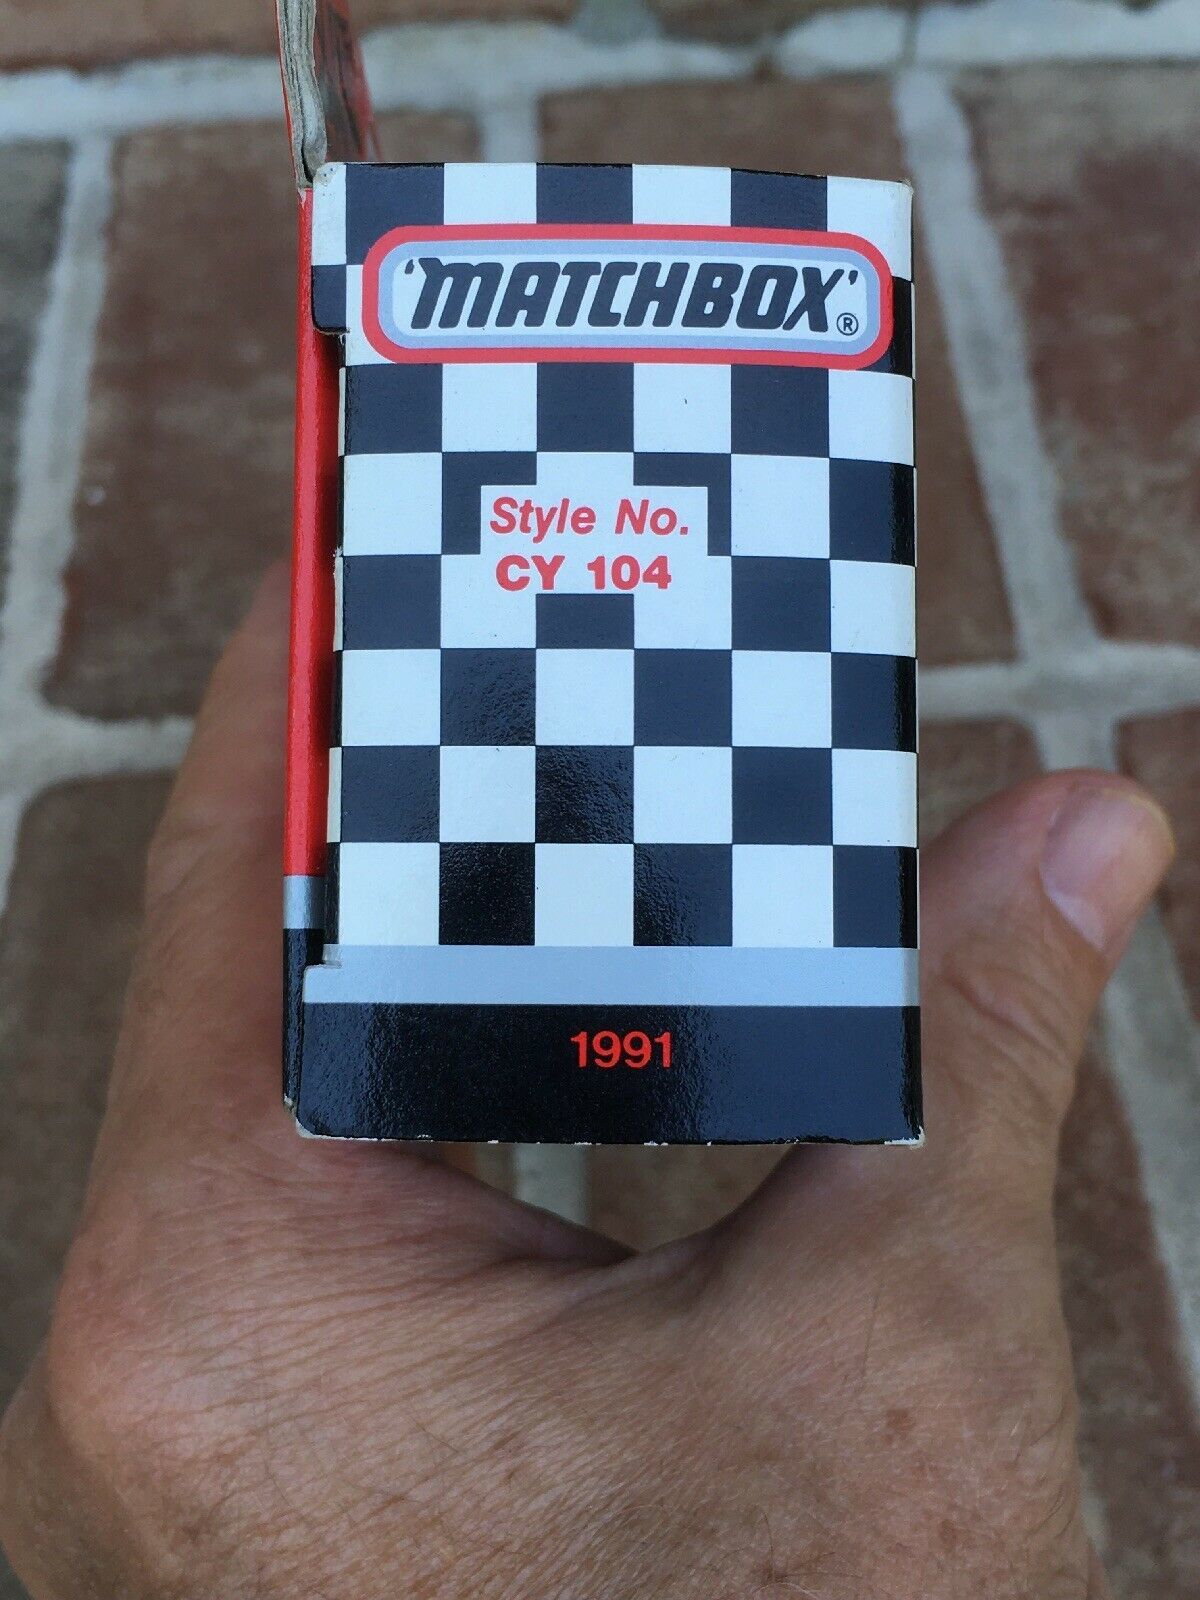 'MATCHBOX'®
Style No.
CY 104
1991